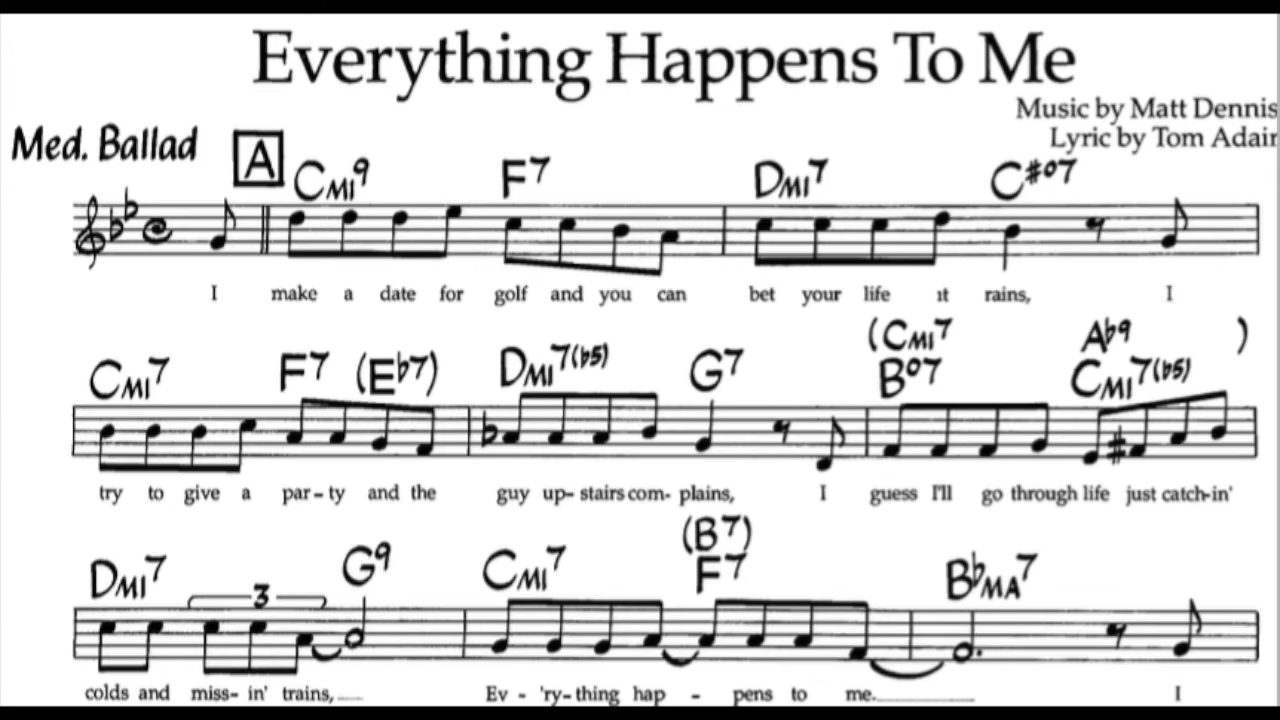 Everything Happens To Me
Music by Matt Dennis
Lyric by Tom Adair
Med. Ballad
A
CMI9 F7 DMI7 C#o7
I make a date for golf and you can bet your life it rains, I
(CMI7 Ab9 )
CMI7 F7 (Eb7) DMI7(b5) G7 Bo7 CMI7(b5)
try to give a par-ty and the guy up-stairs com-plains, I guess I'll go through life just catch-in'
(B7)
DMI7 G9 CMI7 F7 BbMA7
3
colds and miss-in' trains, Ev-'ry-thing hap-pens to me. I